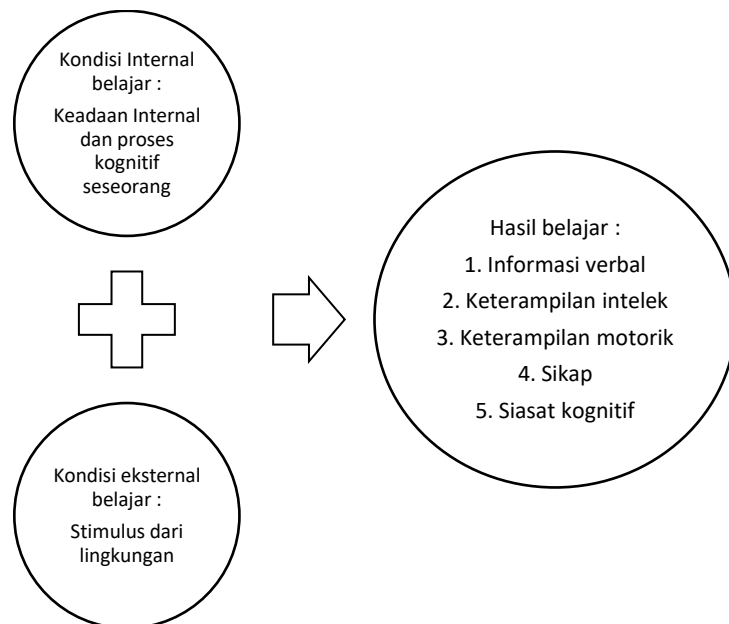 Kondisi Internal
belajar :
Keadaan Internal
dan proses
kognitif
seseorang
Kondisi eksternal
belajar :
Stimulus dari
lingkungan
Hasil belajar :
1. Informasi verbal
2. Keterampilan intelek
3. Keterampilan motorik
4. Sikap
5. Siasat kognitif